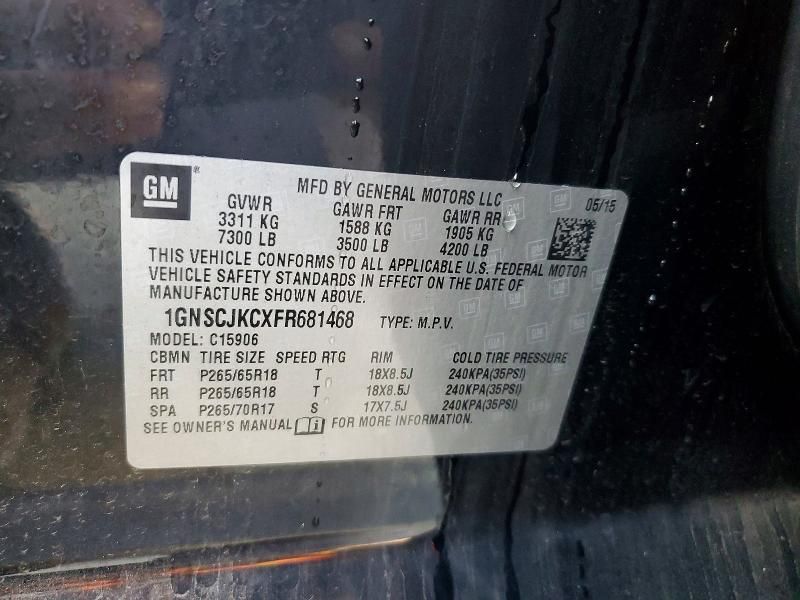 GM
MFD BY GENERAL MOTORS LLC 05/15
GVWR GAWR FRT GAWR RR
3311 KG 1588 KG 1905 KG
7300 LB 3500 LB 4200 LB
THIS VEHICLE CONFORMS TO ALL APPLICABLE U.S. FEDERAL MOTOR
VEHICLE SAFETY STANDARDS IN EFFECT ON THE DATE OF
MANUFACTURE SHOWN ABOVE.
1GNSCJKCXFR681468 TYPE: M.P.V.
MODEL: C15906
CBMN TIRE SIZE SPEED RTG RIM COLD TIRE PRESSURE
FRT P265/65R18 T 18X8.5J 240KPA(35PSI)
RR P265/65R18 T 18X8.5J 240KPA(35PSI)
SPA P265/70R17 S 17X7.5J 240KPA(35PSI)
SEE OWNER'S MANUAL FOR MORE INFORMATION.